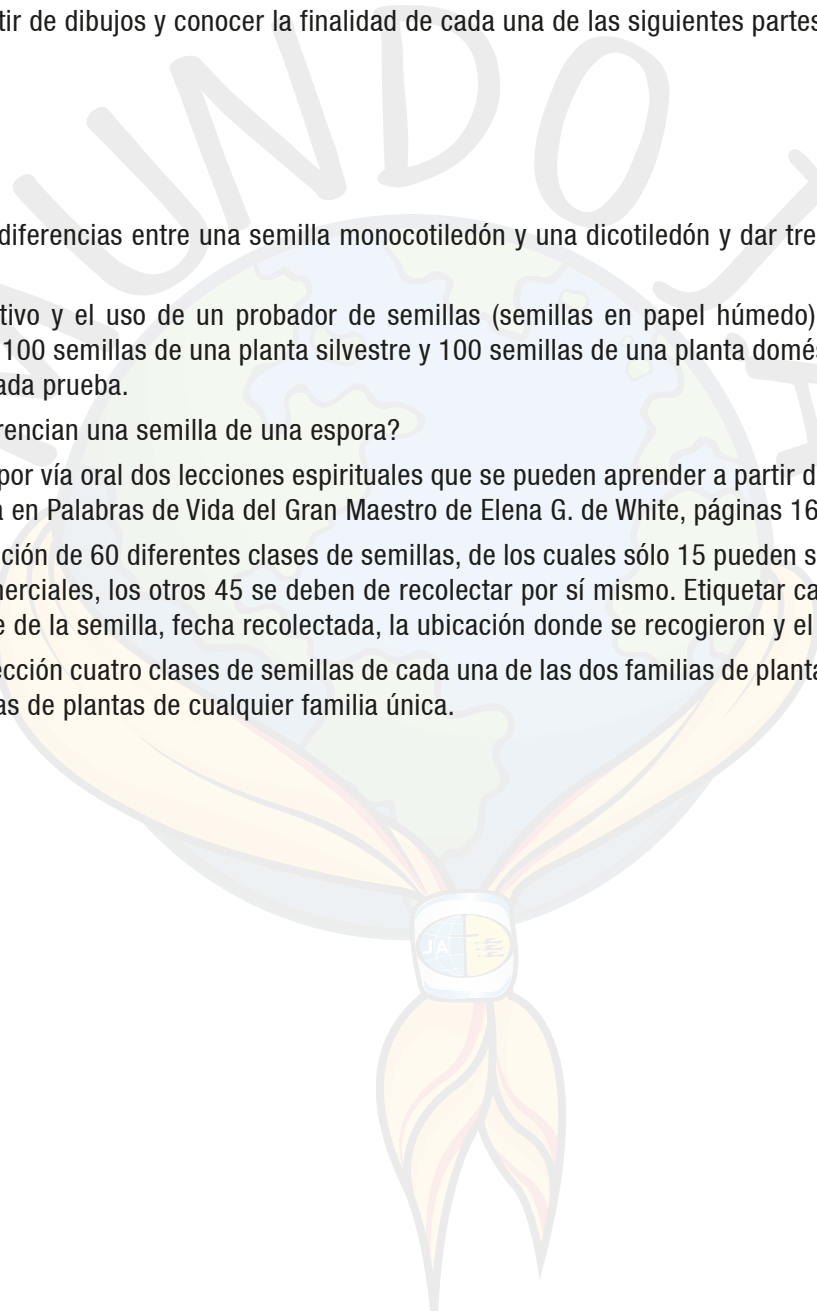 tir de dibujos y conocer la finalidad de cada una de las siguientes partes
MUNDO J A
diferencias entre una semilla monocotiledón y una dicotiledón y dar tre
tivo y el uso de un probador de semillas (semillas en papel húmedo)
100 semillas de una planta silvestre y 100 semillas de una planta domés
ada prueba.
rencian una semilla de una espora?
por vía oral dos lecciones espirituales que se pueden aprender a partir d
a en Palabras de Vida del Gran Maestro de Elena G. de White, páginas 16
ción de 60 diferentes clases de semillas, de los cuales sólo 15 pueden s
nerciales, los otros 45 se deben de recolectar por sí mismo. Etiquetar ca
e de la semilla, fecha recolectada, la ubicación donde se recogieron y el
ección cuatro clases de semillas de cada una de las dos familias de planta
as de plantas de cualquier familia única.
JA